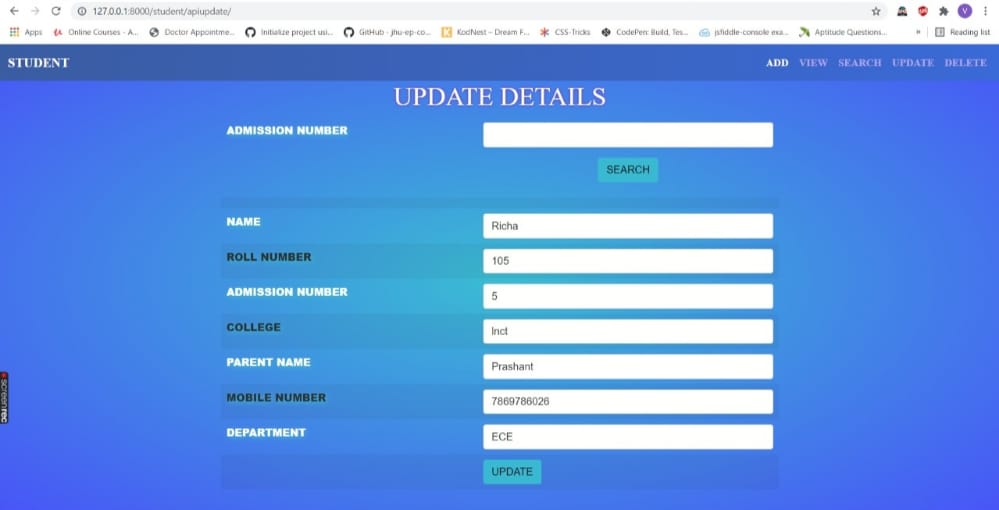 127.0.0.1:8000/student/apiupdate/
Apps Online Courses - A... Doctor Appointme... Initialize project usi... GitHub - jhu-ep-co... KodNest – Dream F... CSS-Tricks CodePen: Build, Tes... jsfiddle-console exa... Aptitude Questions... » Reading list
STUDENT ADD VIEW SEARCH UPDATE DELETE
UPDATE DETAILS
ADMISSION NUMBER
SEARCH
NAME Richa
ROLL NUMBER 105
ADMISSION NUMBER 5
COLLEGE
PARENT NAME Prashant
MOBILE NUMBER 7869786026
DEPARTMENT ECE
UPDATE
screenrec